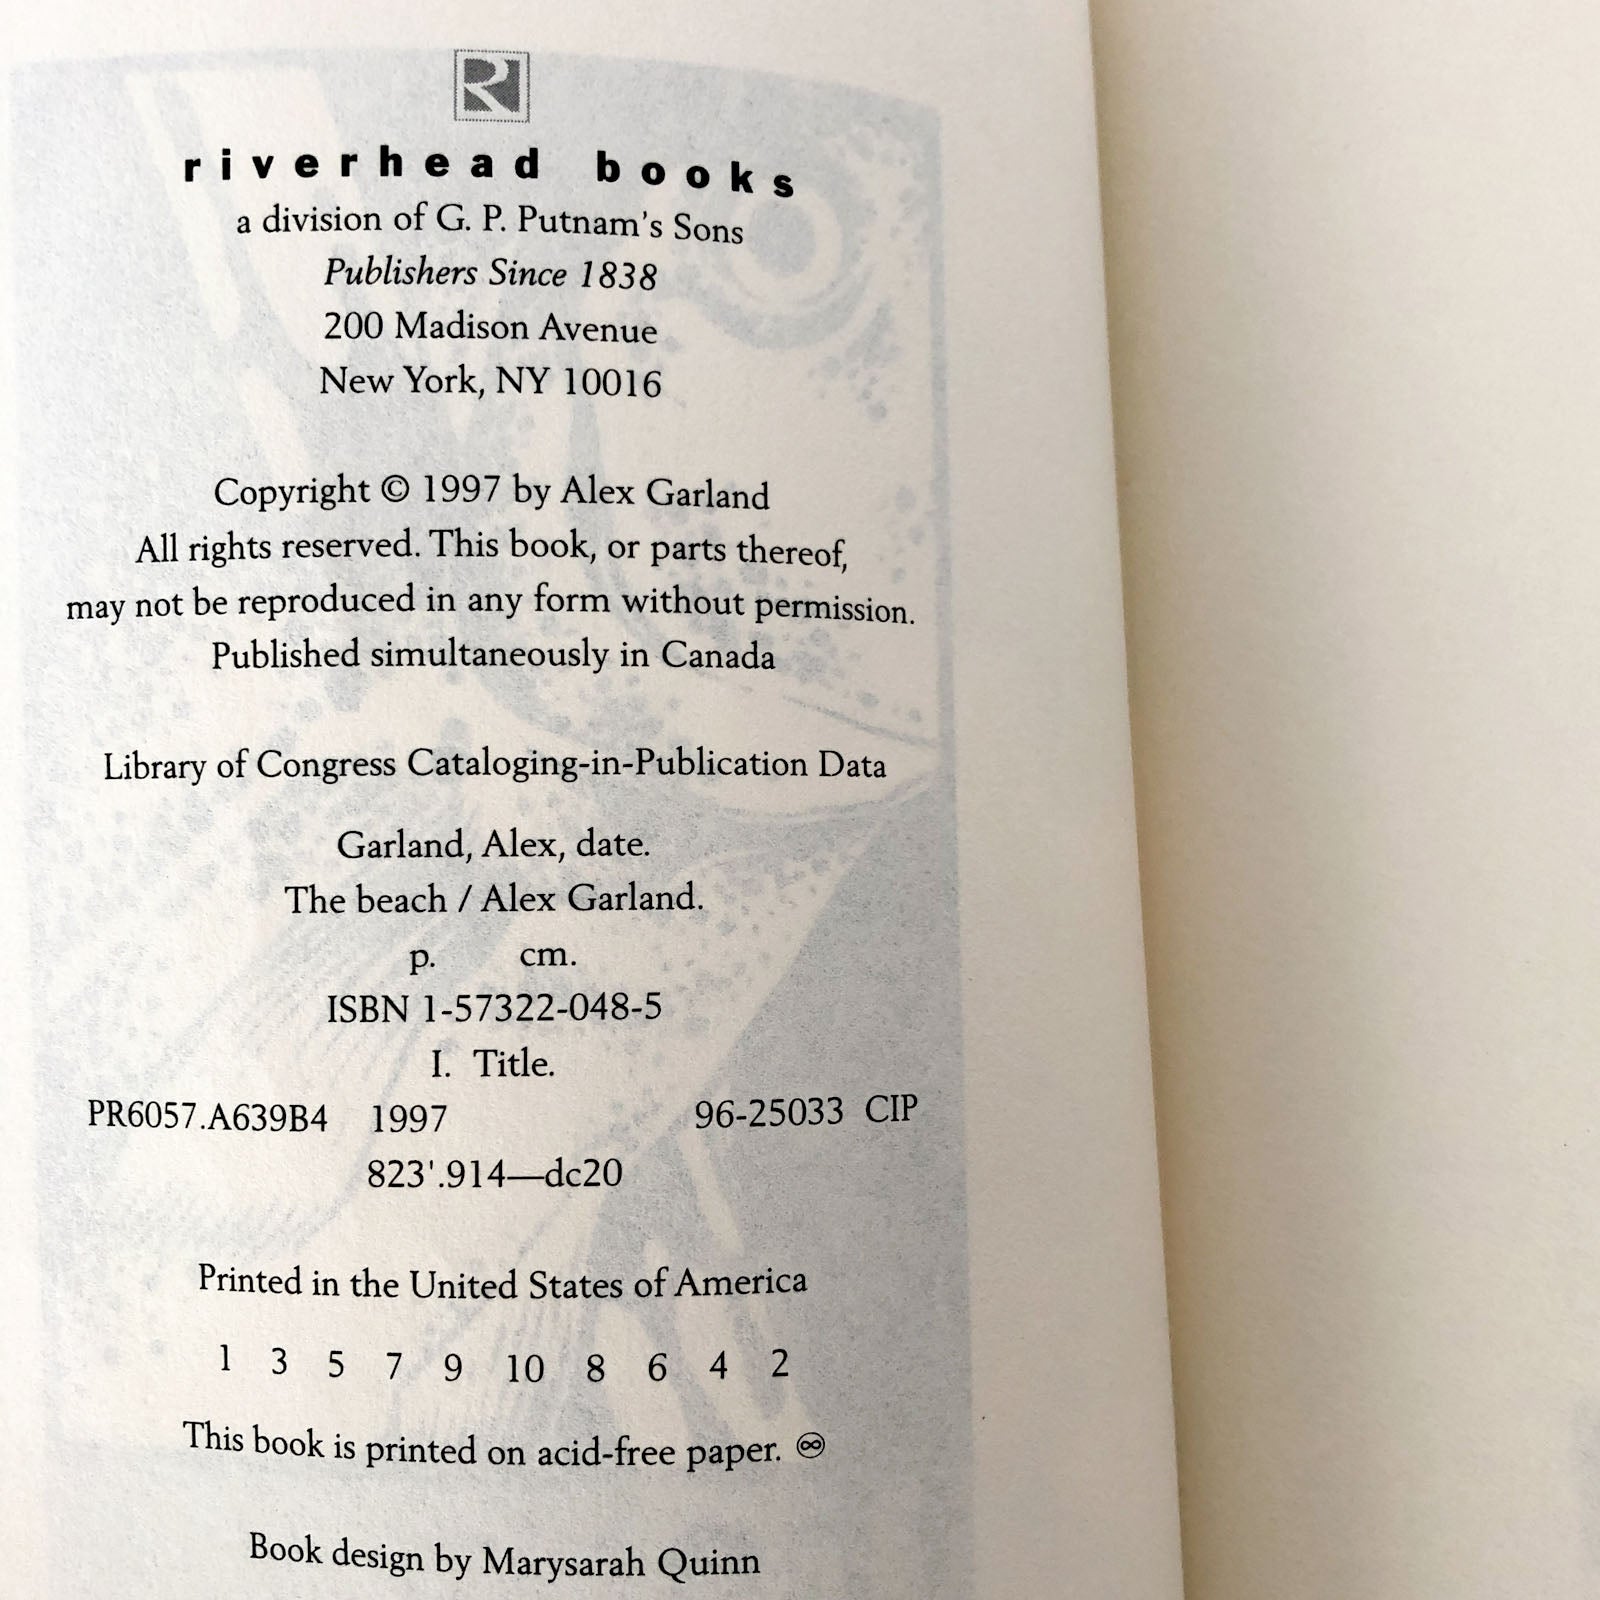 R
riverhead books
a division of G. P. Putnam's Sons
Publishers Since 1838
200 Madison Avenue
New York, NY 10016
Copyright © 1997 by Alex Garland
All rights reserved. This book, or parts thereof,
may not be reproduced in any form without permission.
Published simultaneously in Canada
Library of Congress Cataloging-in-Publication Data
Garland, Alex, date.
The beach / Alex Garland.
p. cm.
ISBN 1-57322-048-5
I. Title.
PR6057.A639B4 1997 96-25033 CIP
823'.914—dc20
Printed in the United States of America
1 3 5 7 9 10 8 6 4 2
This book is printed on acid-free paper. ♾
Book design by Marysarah Quinn